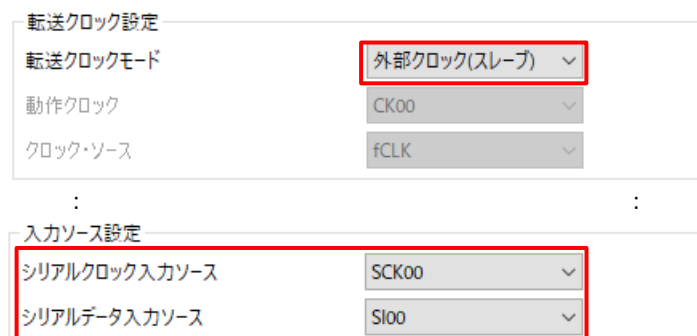 転送クロック設定
転送クロックモード 外部クロック(スレーブ)
動作クロック CK00
クロック・ソース fCLK
: :
入力ソース設定
シリアルクロック入力ソース SCK00
シリアルデータ入力ソース SI00